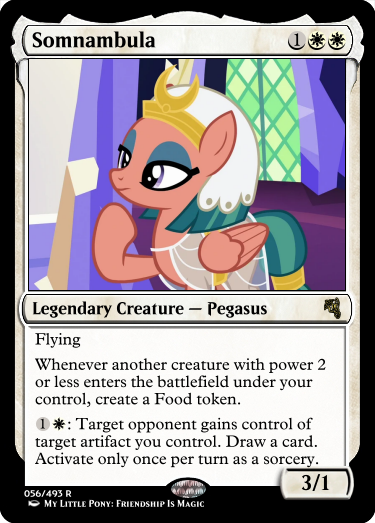 Somnambula 1
Legendary Creature — Pegasus
Flying
Whenever another creature with power 2
or less enters the battlefield under your
control, create a Food token.
1 : Target opponent gains control of
target artifact you control. Draw a card.
Activate only once per turn as a sorcery.
3/1
056/493 R
My Little Pony: Friendship Is Magic